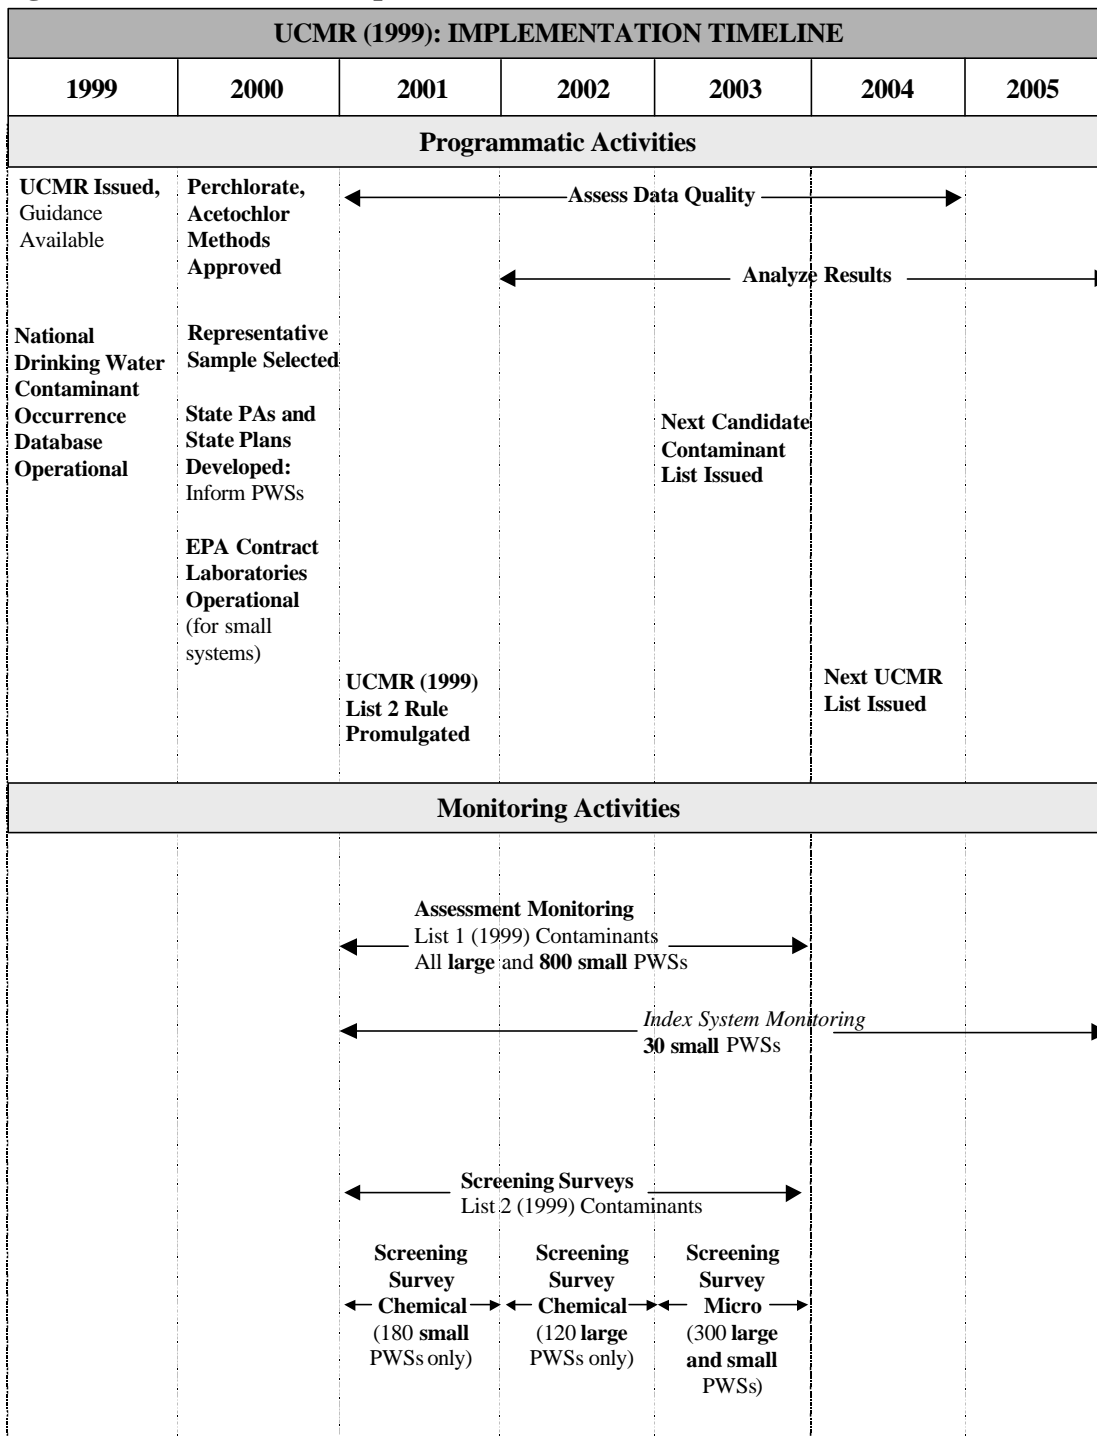 UCMR (1999): IMPLEMENTATION TIMELINE
1999 2000 2001 2002 2003 2004 2005
Programmatic Activities
UCMR Issued,
Guidance
Available
National
Drinking Water
Contaminant
Occurrence
Database
Operational
Perchlorate,
Acetochlor
Methods
Approved
Representative
Sample Selected
State PAs and
State Plans
Developed:
Inform PWSs
EPA Contract
Laboratories
Operational
(for small
systems)
Assess Data Quality
Analyze Results
UCMR (1999)
List 2 Rule
Promulgated
Next Candidate
Contaminant
List Issued
Next UCMR
List Issued
Monitoring Activities
Assessment Monitoring
List 1 (1999) Contaminants
All large and 800 small PWSs
Index System Monitoring
30 small PWSs
Screening Surveys
List 2 (1999) Contaminants
Screening
Survey
Chemical
(180 small
PWSs only)
Screening
Survey
Chemical
(120 large
PWSs only)
Screening
Survey
Micro
(300 large
and small
PWSs)